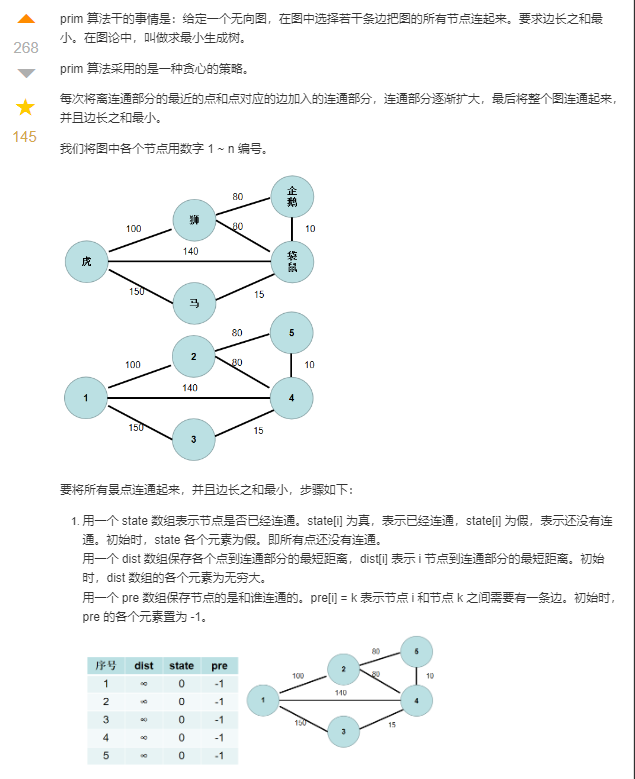 prim 算法干的事情是：给定一个无向图，在图中选择若干条边把图的所有节点连起来。要求边长之和最
小。在图论中，叫做求最小生成树。
268
prim 算法采用的是一种贪心的策略。
每次将离连通部分的最近的点和点对应的边加入的连通部分，连通部分逐渐扩大，最后将整个图连通起来，
并且边长之和最小。
145
我们将图中各个节点用数字 1 ~ n 编号。
企鹅
80
狮
100
80
10
140
虎
袋鼠
150
马
15
5
80
2
100
80
10
140
1
4
150
3
15
要将所有景点连通起来，并且边长之和最小，步骤如下：
1. 用一个 state 数组表示节点是否已经连通。state[i] 为真，表示已经连通，state[i] 为假，表示还没有连
通。初始时，state 各个元素为假。即所有点还没有连通。
用一个 dist 数组保存各个点到连通部分的最短距离，dist[i] 表示 i 节点到连通部分的最短距离。初始
时，dist 数组的各个元素为无穷大。
用一个 pre 数组保存节点的是和谁连通的。pre[i] = k 表示节点 i 和节点 k 之间需要有一条边。初始时，
pre 的各个元素置为 -1。
序号 dist state pre
1 ∞ 0 -1
2 ∞ 0 -1
3 ∞ 0 -1
4 ∞ 0 -1
5 ∞ 0 -1
5
80
2
100
80
10
140
1
4
150
3
15